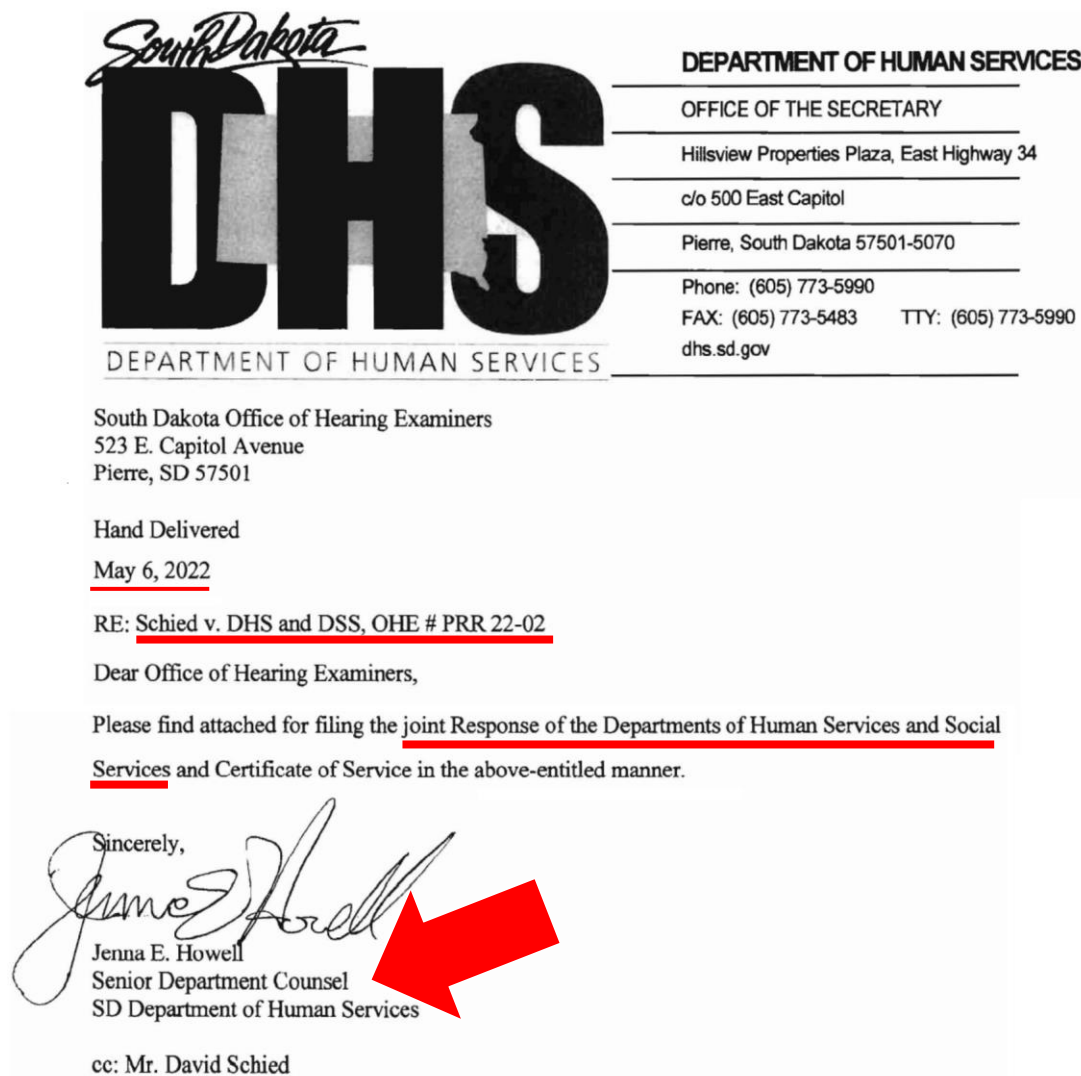 South Dakota
DHS
DEPARTMENT OF HUMAN SERVICES
DEPARTMENT OF HUMAN SERVICES
OFFICE OF THE SECRETARY
Hillsview Properties Plaza, East Highway 34
c/o 500 East Capitol
Pierre, South Dakota 57501-5070
Phone: (605) 773-5990
FAX: (605) 773-5483 TTY: (605) 773-5990
dhs.sd.gov
South Dakota Office of Hearing Examiners
523 E. Capitol Avenue
Pierre, SD 57501
Hand Delivered
May 6, 2022
RE: Schied v. DHS and DSS, OHE # PRR 22-02
Dear Office of Hearing Examiners,
Please find attached for filing the joint Response of the Departments of Human Services and Social
Services and Certificate of Service in the above-entitled manner.
Sincerely,
Jenna E Howell
Jenna E. Howell
Senior Department Counsel
SD Department of Human Services
cc: Mr. David Schied